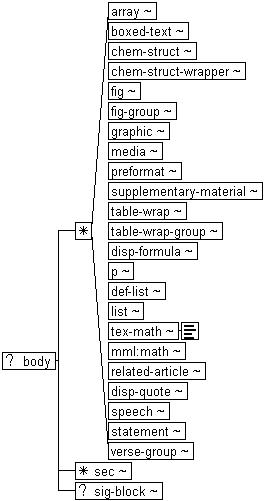 array ~
boxed-text ~
chem-struct ~
chem-struct-wrapper ~
fig ~
fig-group ~
graphic ~
media ~
preformat ~
supplementary-material ~
table-wrap ~
table-wrap-group ~
disp-formula ~
p ~
def-list ~
list ~
tex-math ~
mml:math ~
related-article ~
disp-quote ~
speech ~
statement ~
verse-group ~
* 
? body
* sec ~
? sig-block ~